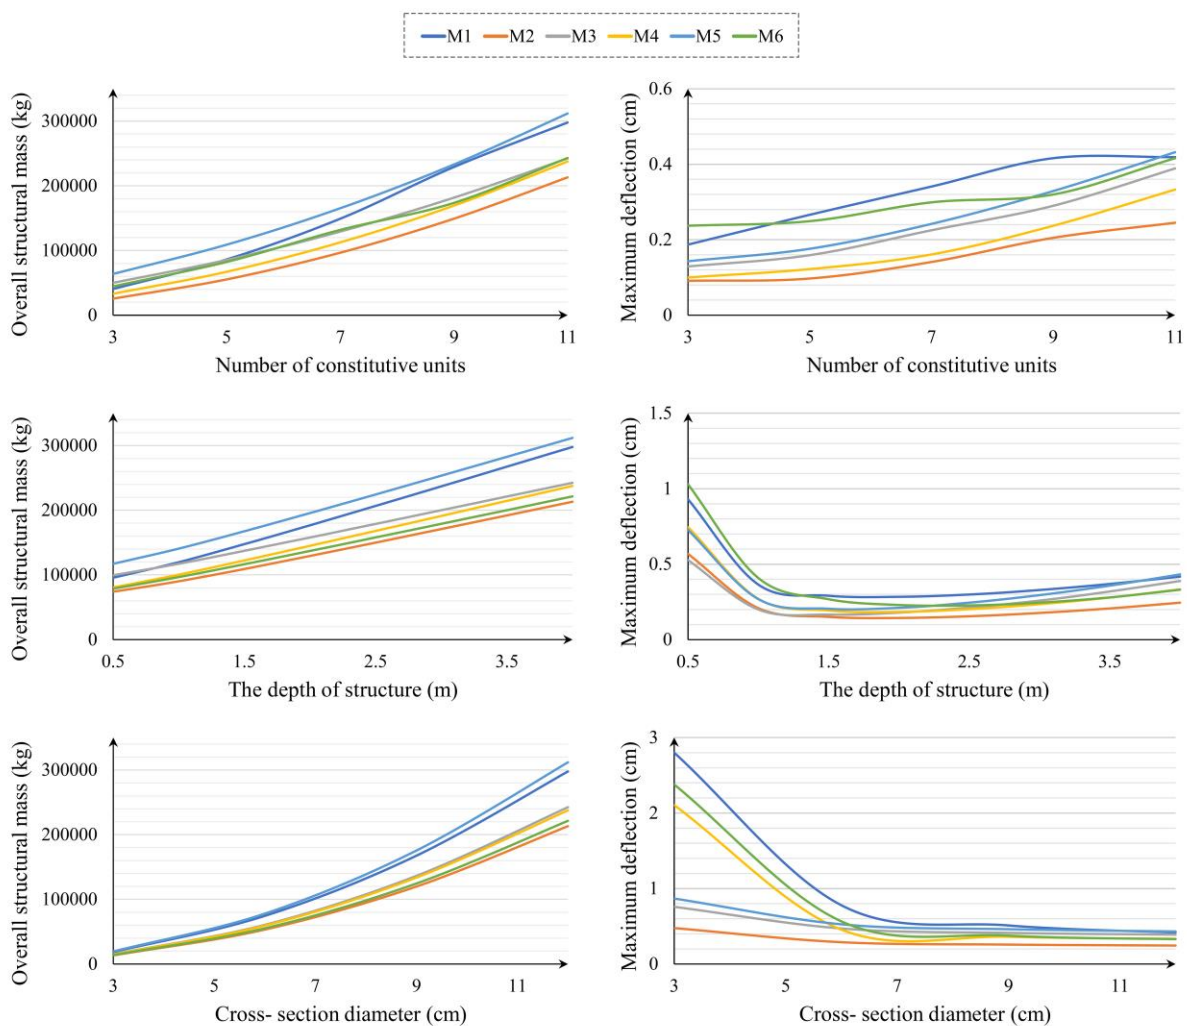 M1 M2 M3 M4 M5 M6
Overall structural mass (kg)
300000
200000
100000
0
3 5 7 9 11
Number of constitutive units
Maximum deflection (cm)
0.6
0.4
0.2
0
3 5 7 9 11
Number of constitutive units
Overall structural mass (kg)
300000
200000
100000
0
0.5 1.5 2.5 3.5
The depth of structure (m)
Maximum deflection (cm)
1.5
1
0.5
0
0.5 1.5 2.5 3.5
The depth of structure (m)
Overall structural mass (kg)
300000
200000
100000
0
3 5 7 9 11
Cross- section diameter (cm)
Maximum deflection (cm)
3
2
1
0
3 5 7 9 11
Cross- section diameter (cm)